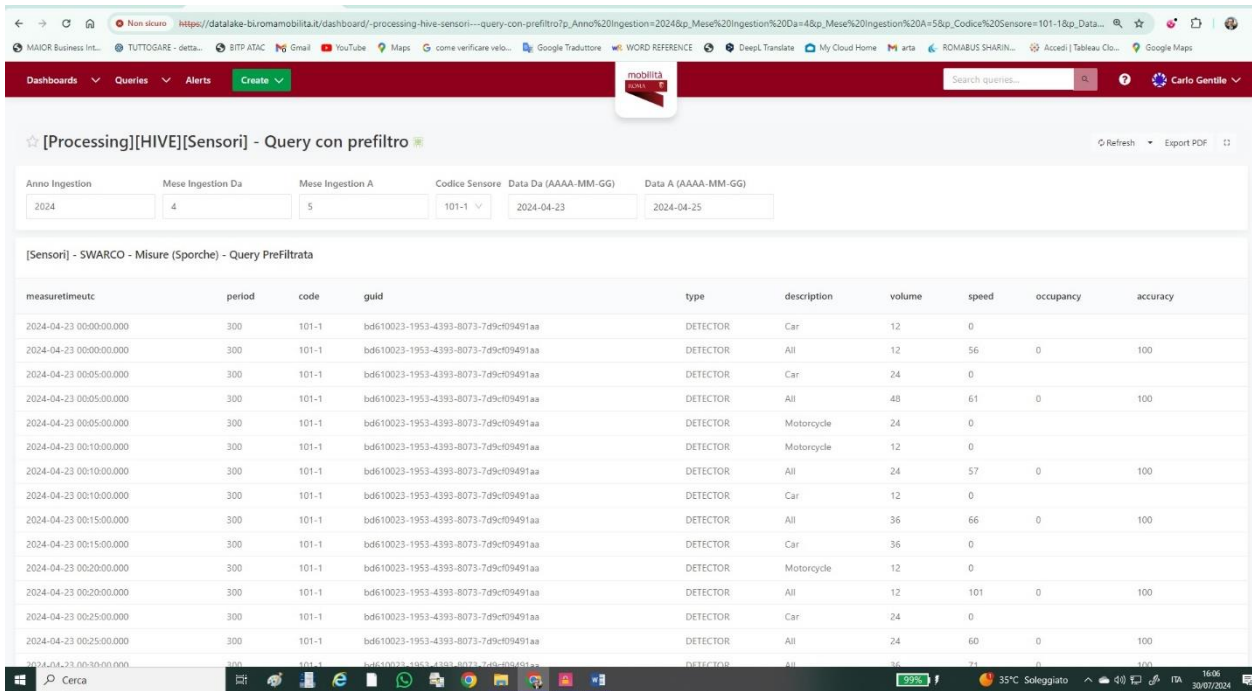 Non sicuro https://datalake-bi.romamobilita.it/dashboard/-processing-hive-sensori---query-con-prefiltro?p_Anno%20Ingestion=2024&p_Mese%20Ingestion%20Da=4&p_Mese%20Ingestion%20A=5&p_Codice%20Sensore=101-1&p_Data...
MAIOR Business Int... TUTTOGARE - detta... BITP ATAC Gmail YouTube Maps come verificare velo... Google Traduttore WORD REFERENCE DeepL Translate My Cloud Home arta ROMABUS SHARIN... Accedi | Tableau Clo... Google Maps
Dashboards Queries Alerts Create mobilità ROMA Search queries... Carlo Gentile
[Processing][HIVE][Sensori] - Query con prefiltro
Refresh Export PDF
Anno Ingestion Mese Ingestion Da Mese Ingestion A Codice Sensore Data Da (AAAA-MM-GG) Data A (AAAA-MM-GG)
2024 4 5 101-1 2024-04-23 2024-04-25
[Sensori] - SWARCO - Misure (Sporche) - Query PreFiltrata
measuretimeutc period code guid type description volume speed occupancy accuracy
2024-04-23 00:00:00.000 300 101-1 bd610023-1953-4393-8073-7d9cf09491aa DETECTOR Car 12 0
2024-04-23 00:00:00.000 300 101-1 bd610023-1953-4393-8073-7d9cf09491aa DETECTOR All 12 56 0 100
2024-04-23 00:05:00.000 300 101-1 bd610023-1953-4393-8073-7d9cf09491aa DETECTOR Car 24 0
2024-04-23 00:05:00.000 300 101-1 bd610023-1953-4393-8073-7d9cf09491aa DETECTOR All 48 61 0 100
2024-04-23 00:05:00.000 300 101-1 bd610023-1953-4393-8073-7d9cf09491aa DETECTOR Motorcycle 24 0
2024-04-23 00:10:00.000 300 101-1 bd610023-1953-4393-8073-7d9cf09491aa DETECTOR Motorcycle 12 0
2024-04-23 00:10:00.000 300 101-1 bd610023-1953-4393-8073-7d9cf09491aa DETECTOR All 24 57 0 100
2024-04-23 00:10:00.000 300 101-1 bd610023-1953-4393-8073-7d9cf09491aa DETECTOR Car 12 0
2024-04-23 00:15:00.000 300 101-1 bd610023-1953-4393-8073-7d9cf09491aa DETECTOR All 36 66 0 100
2024-04-23 00:15:00.000 300 101-1 bd610023-1953-4393-8073-7d9cf09491aa DETECTOR Car 36 0
2024-04-23 00:20:00.000 300 101-1 bd610023-1953-4393-8073-7d9cf09491aa DETECTOR Motorcycle 12 0
2024-04-23 00:20:00.000 300 101-1 bd610023-1953-4393-8073-7d9cf09491aa DETECTOR All 12 101 0 100
2024-04-23 00:25:00.000 300 101-1 bd610023-1953-4393-8073-7d9cf09491aa DETECTOR Car 24 0
2024-04-23 00:25:00.000 300 101-1 bd610023-1953-4393-8073-7d9cf09491aa DETECTOR All 24 60 0 100
2024-04-23 00:30:00.000 300 101-1 bd610023-1953-4393-8073-7d9cf09491aa DETECTOR All 36 71 0 100
Cerca 99% 35°C Soleggiato ITA 16:06
30/07/2024